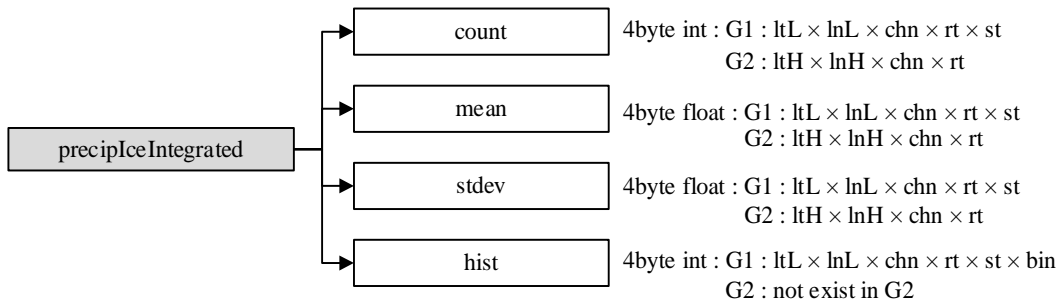 count
4byte int : G1 : ltL × lnL × chn × rt × st
G2 : ltH × lnH × chn × rt
mean
4byte float : G1 : ltL × lnL × chn × rt × st
G2 : ltH × lnH × chn × rt
precipIceIntegrated
stdev
4byte float : G1 : ltL × lnL × chn × rt × st
G2 : ltH × lnH × chn × rt
hist
4byte int : G1 : ltL × lnL × chn × rt × st × bin
G2 : not exist in G2